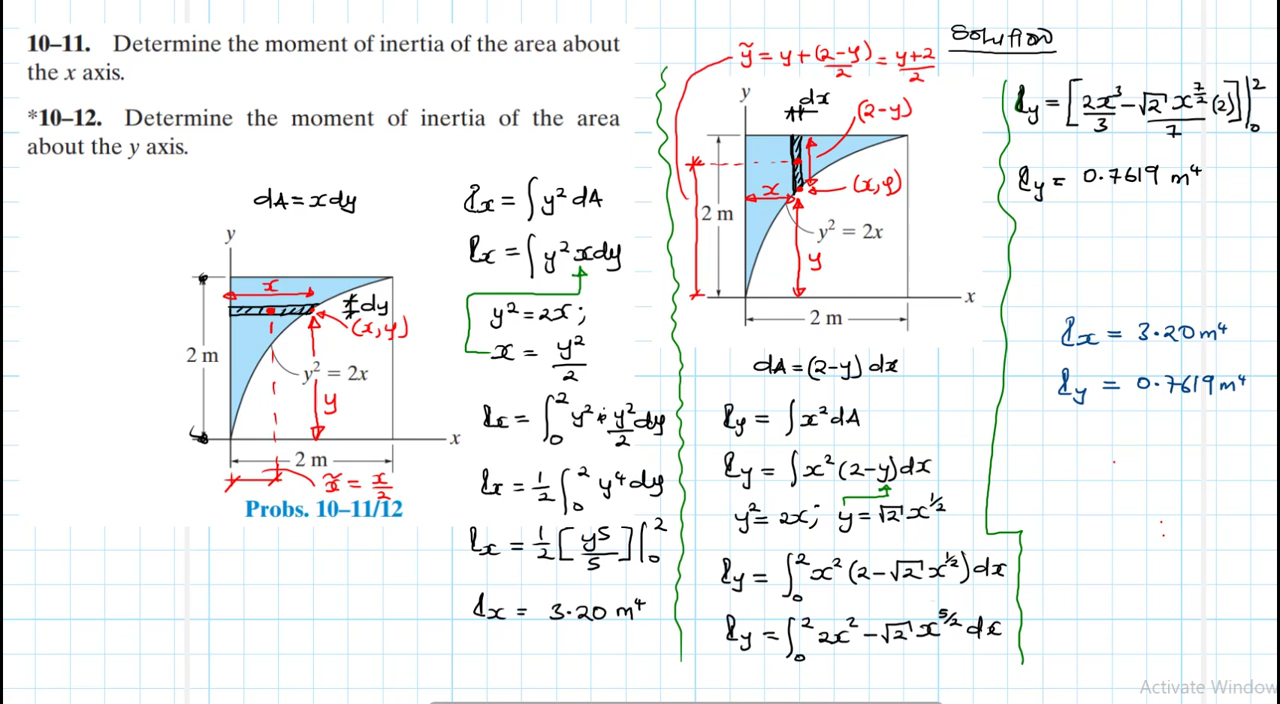 10–11. Determine the moment of inertia of the area about
the x axis.
*10–12. Determine the moment of inertia of the area
about the y axis.
dA = x dy
y
x
dy
(x,y)
2 m
y² = 2x
y
x
2 m
x̃ = x/2
Probs. 10–11/12
Ix = ∫ y² dA
Ix = ∫ y² x dy
y² = 2x ;
x = y²/2
Ix = ∫₀² y² · y²/2 dy
Ix = 1/2 ∫₀² y⁴ dy
Ix = 1/2 [y⁵/5]|₀²
Ix = 3.20 m⁴
Solution
ỹ = y + (2-y)/2 = (y+2)/2
y
dx
(2-y)
x
(x,y)
2 m
y² = 2x
y
x
2 m
dA = (2-y) dx
Iy = ∫ x² dA
Iy = ∫ x² (2-y) dx
y² = 2x ; y = √2 x^½
Iy = ∫₀² x² (2 - √2 x^½) dx
Iy = ∫₀² 2x² - √2 x^5/2 dx
Iy = [2x³/3 - √2 x^7/2 (2)/7]|₀²
Iy = 0.7619 m⁴
Ix = 3.20 m⁴
Iy = 0.7619 m⁴
Activate Window